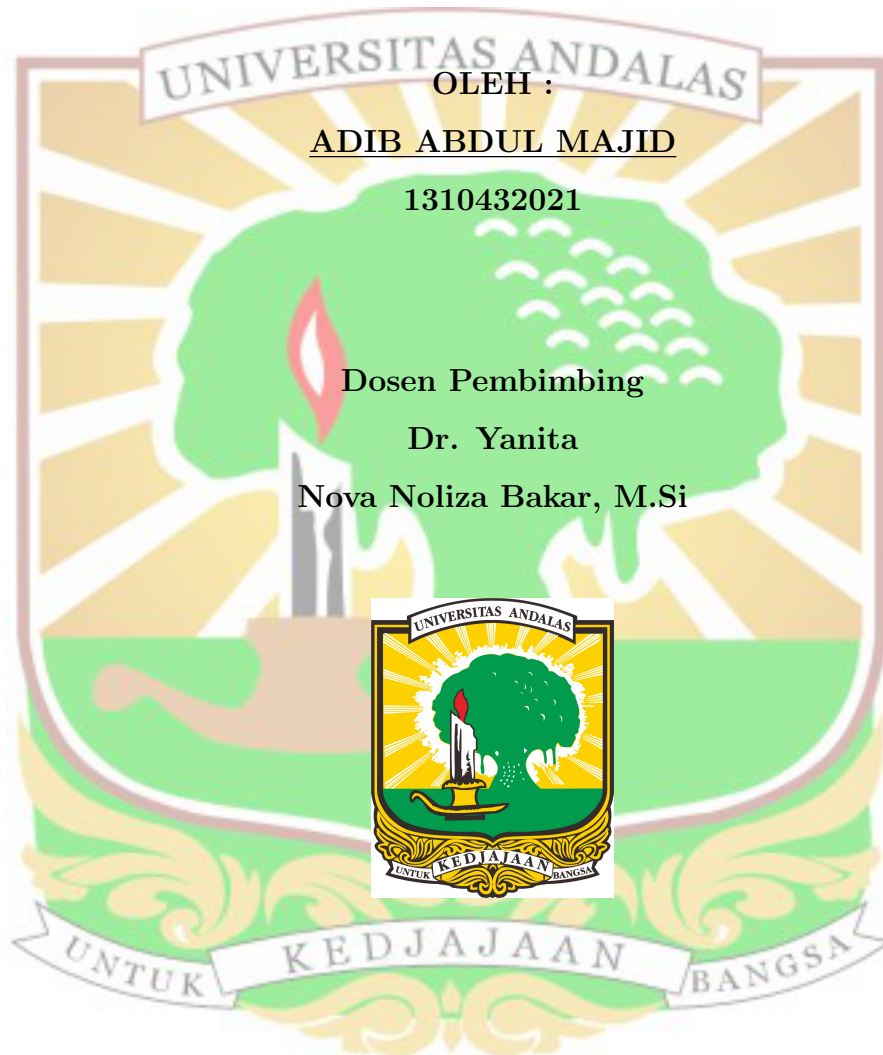 UNIVERSITAS ANDALAS
OLEH :
ADIB ABDUL MAJID
1310432021
Dosen Pembimbing
Dr. Yanita
Nova Noliza Bakar, M.Si
UNIVERSITAS ANDALAS
UNTUK KEDJAJAAN BANGSA
UNTUK KEDJAJAAN BANGSA